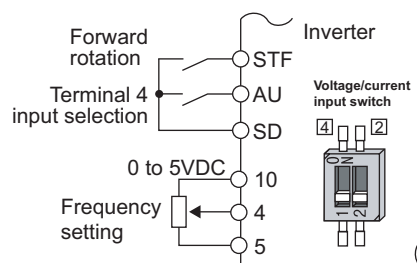 Forward
rotation
Inverter
STF
Terminal 4
input selection
AU
SD
Voltage/current
input switch
4
2
ON
1
2
0 to 5VDC
10
Frequency
setting
4
5